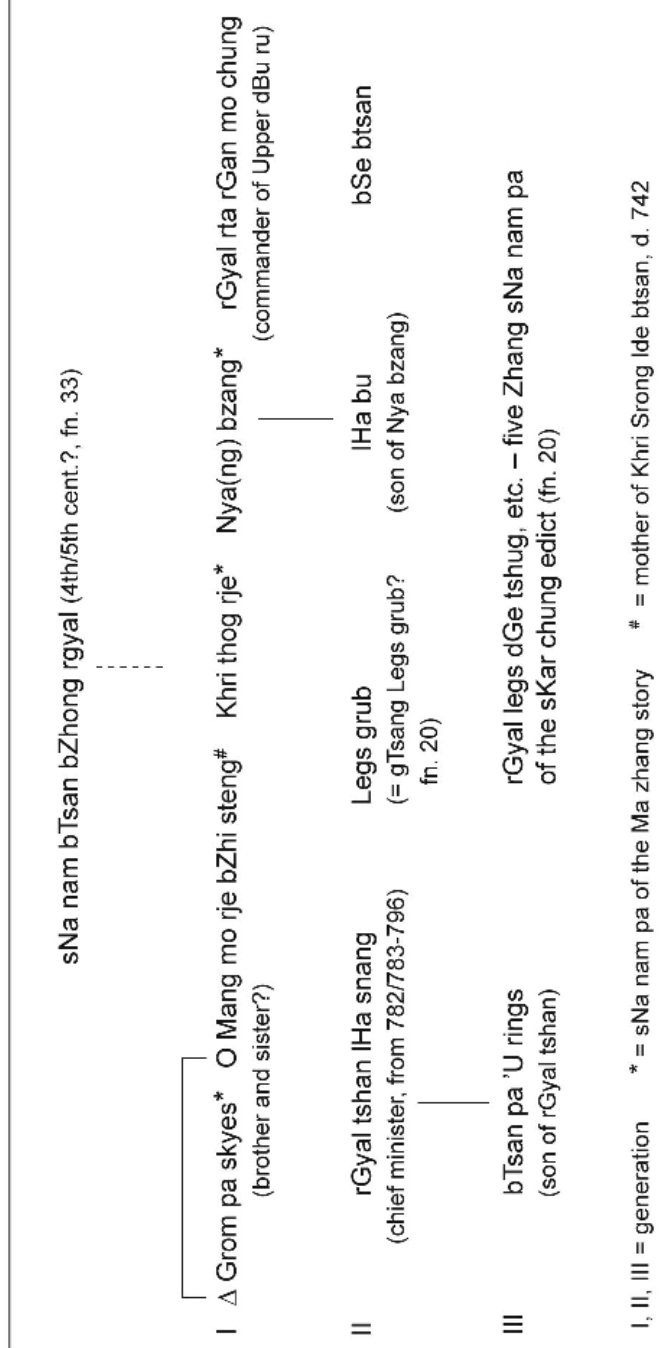 sNa nam bTsan bZhong rgyal (4th/5th cent.?, fn. 33)
I Δ Grom pa skyes* O Mang mo rje bZhi steng# Khri thog rje* Nya(ng) bzang* rGyal rta rGan mo chung
(brother and sister?) (commander of Upper dBu ru)
II rGyal tshan lHa snang Legs grub lHa bu bSe btsan
(chief minister, from 782/783-796) (= gTsang Legs grub? (son of Nya bzang)
fn. 20)
III bTsan pa 'U rings rGyal legs dGe tshug, etc. – five Zhang sNa nam pa
(son of rGyal tshan) of the sKar chung edict (fn. 20)
I, II, III = generation * = sNa nam pa of the Ma zhang story # = mother of Khri Srong lde btsan, d. 742